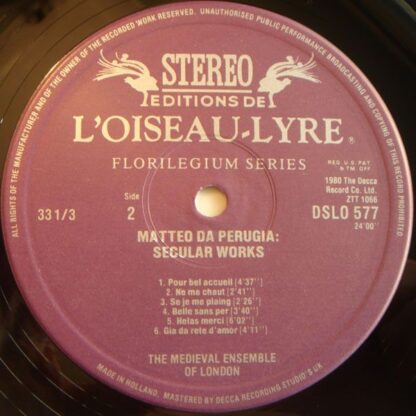 ALL RIGHTS OF THE MANUFACTURER AND OF THE OWNER OF THE RECORDED WORK RESERVED. UNAUTHORISED PUBLIC PERFORMANCE BROADCASTING AND COPYING OF THIS RECORD PROHIBITED
STEREO
EDITIONS DE
L'OISEAU-LYRE ®
FLORILEGIUM SERIES
REG. U.S. PAT
& TM. OFF
1980 The Decca
Record Co. Ltd.
ZTT 1066
33 1/3
Side
2
DSLO 577
24'00"
MATTEO DA PERUGIA:
SECULAR WORKS
1. Pour bel accueil [4'37"]
2. Ne me chaut [2'41"]
3. Se je me plaing [2'26"]
4. Belle sans per [3'40"]
5. Helas merci [6'02"]
6. Gia da rete d'amor [4'11"]
THE MEDIEVAL ENSEMBLE
OF LONDON
MADE IN HOLLAND. MASTERED BY DECCA RECORDING STUDIO'S UK